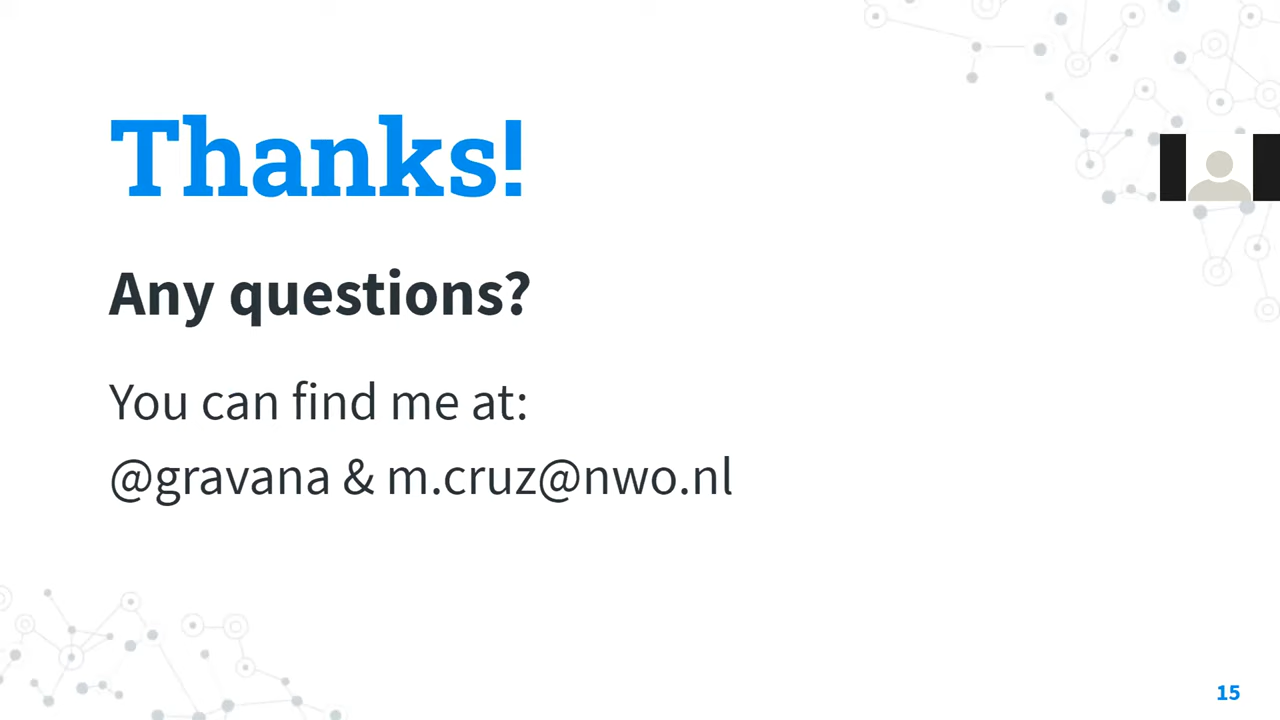 Thanks!
Any questions?
You can find me at:
@gravana & m.cruz@nwo.nl
15